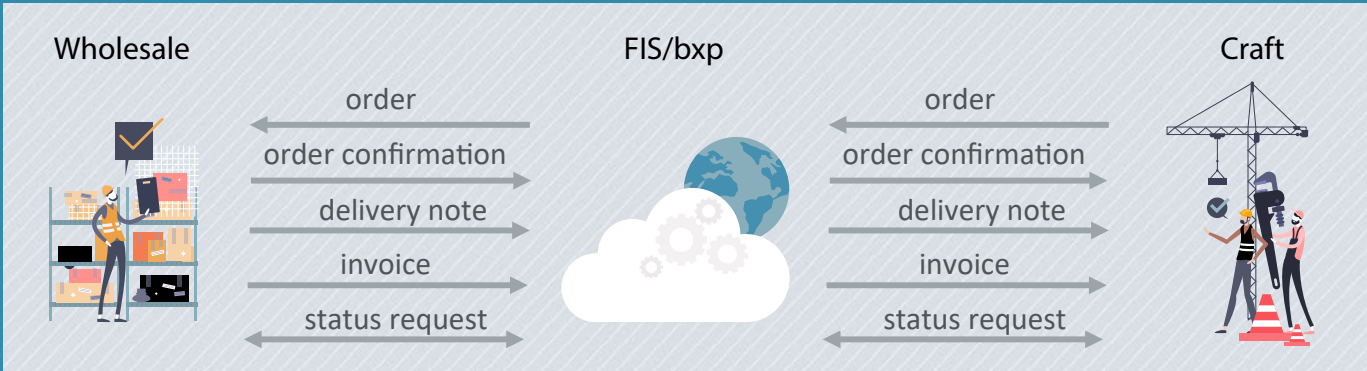 Wholesale
FIS/bxp
Craft
order
order
order confirmation
order confirmation
delivery note
delivery note
invoice
invoice
status request
status request